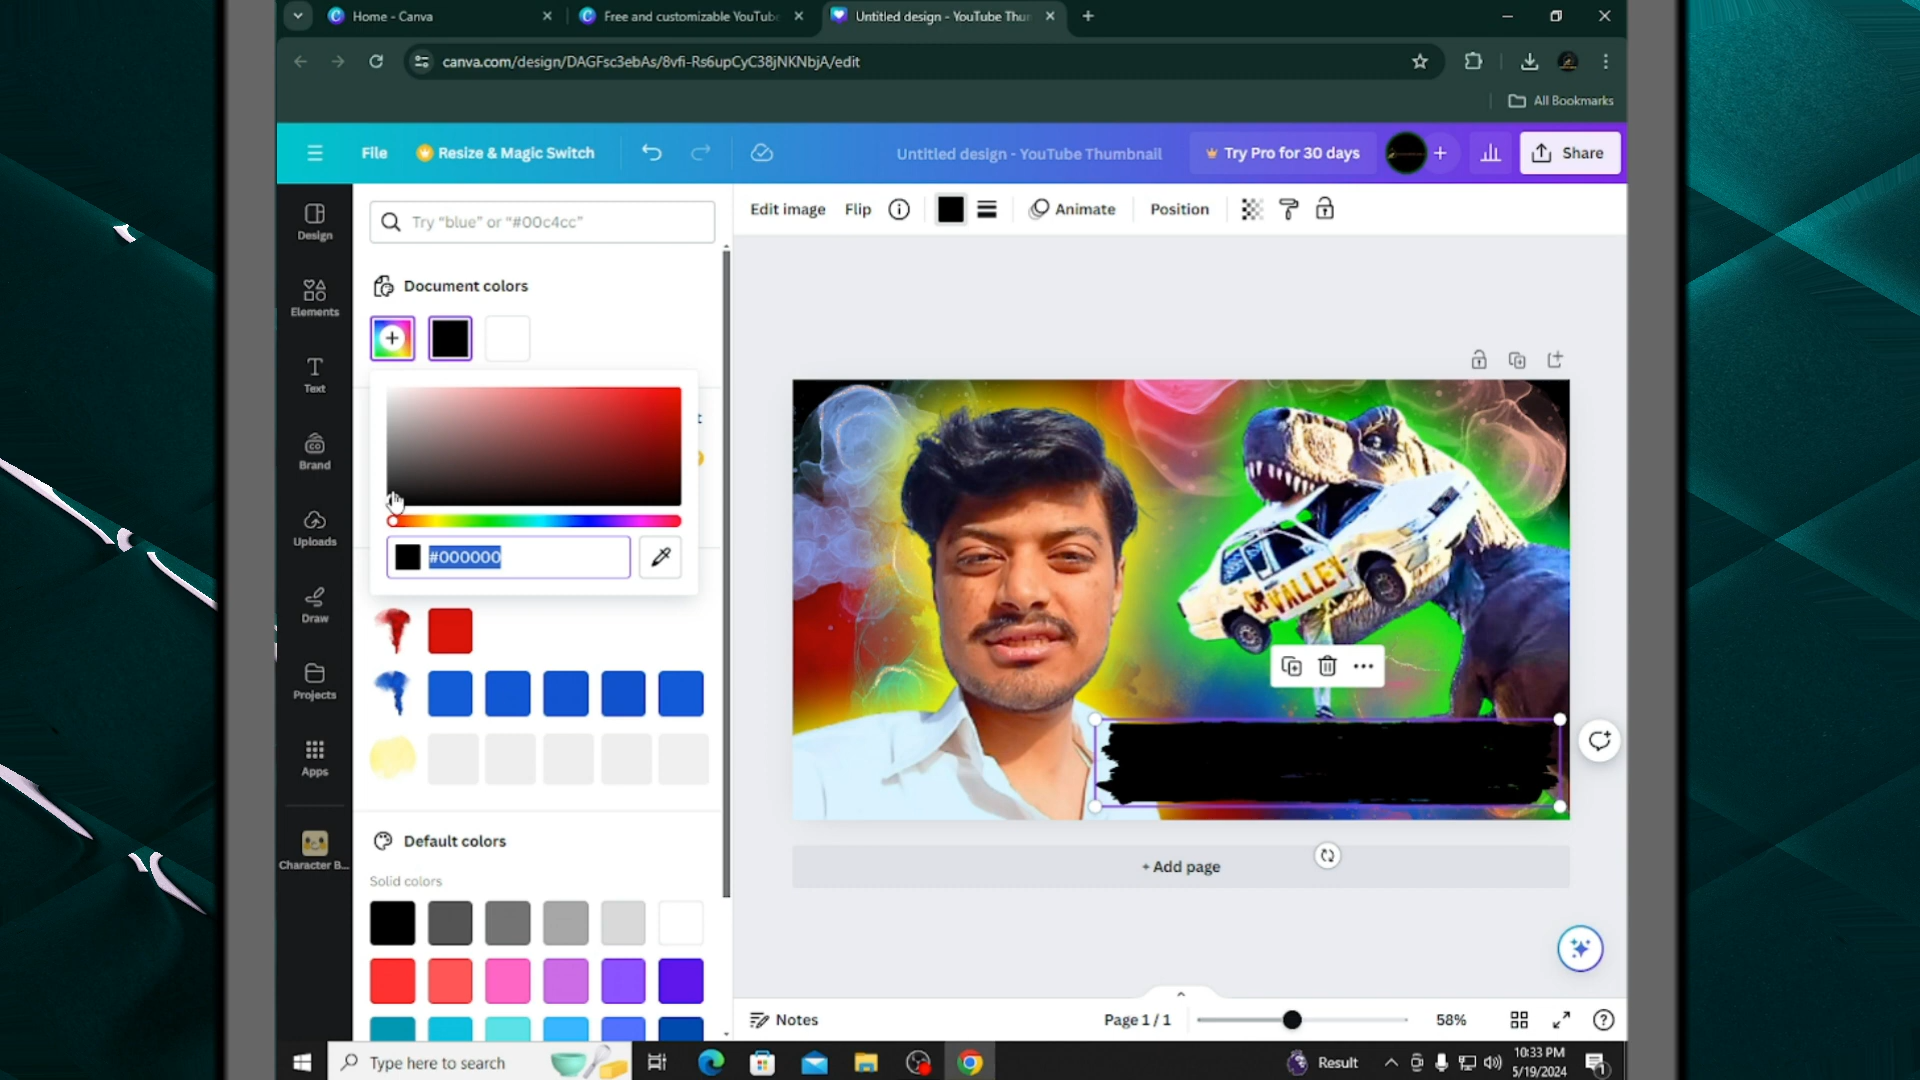 Home - Canva
Free and customizable YouTub
Untitled design - YouTube Thu
canva.com/design/DAGFsc3ebAs/8vfi-Rs6upCyC38jNKNbjA/edit
All Bookmarks
File
Resize & Magic Switch
Untitled design - YouTube Thumbnail
Try Pro for 30 days
Share
Design
Elements
Text
Brand
Uploads
Draw
Projects
Apps
Character B...
Try “blue” or “#00c4cc”
Document colors
#000000
Default colors
Solid colors
Edit image
Flip
Animate
Position
VALLEY
+ Add page
Notes
Page 1 / 1
58%
Type here to search
Result
10:33 PM
5/19/2024
1